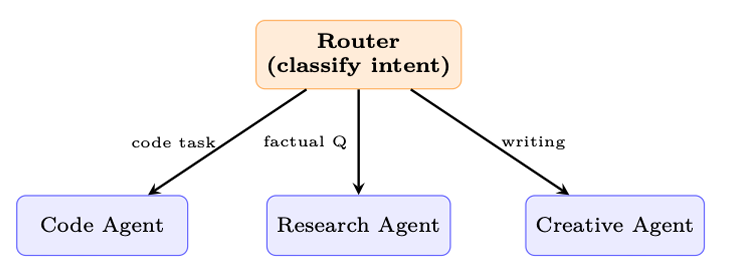 Router
(classify intent)
code task
factual Q
writing
Code Agent
Research Agent
Creative Agent